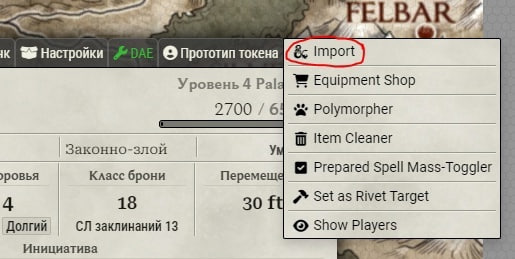 FELBAR
нк Настройки DAE Прототип токена
Import
Equipment Shop
Polymorpher
Item Cleaner
Prepared Spell Mass-Toggler
Set as Rivet Target
Show Players
Уровень 4 Pala
2700 / 65
Законно-злой Ум
оровья Класс брони Перемеще
4 18 30 ft
Долгий СЛ заклинаний 13
Инициатива